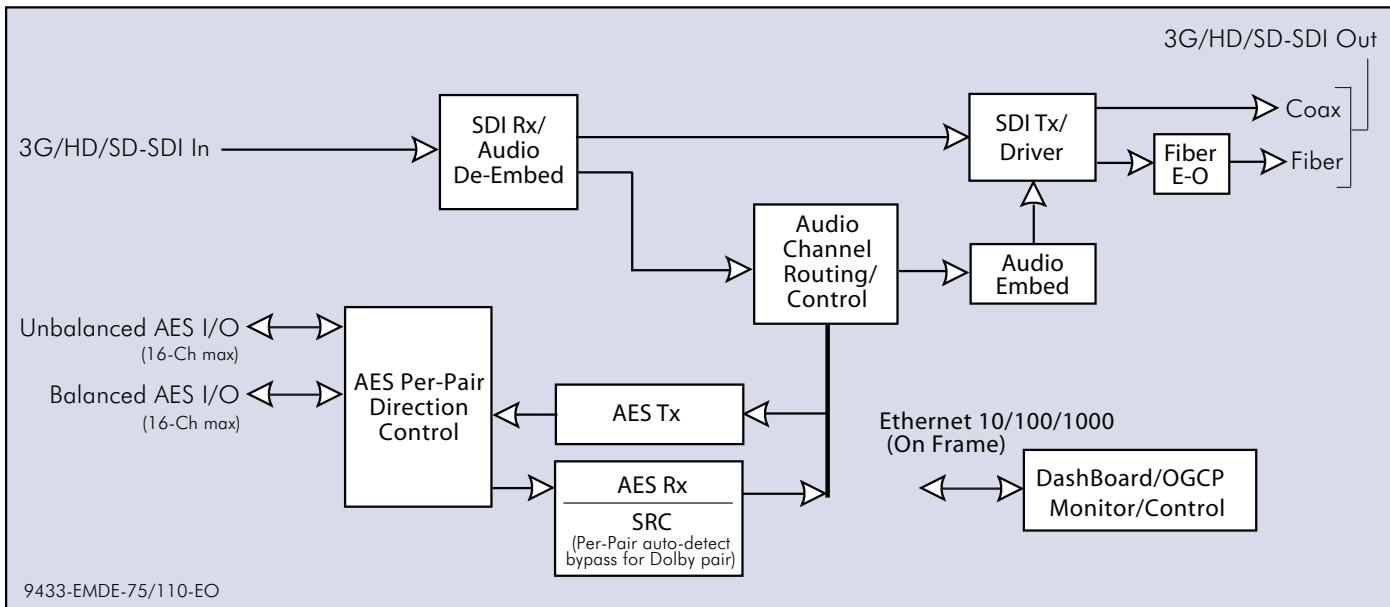 3G/HD/SD-SDI Out
3G/HD/SD-SDI In
SDI Rx/
Audio
De-Embed
SDI Tx/
Driver
Coax
Fiber
E-O
Fiber
Audio
Channel
Routing/
Control
Audio
Embed
Unbalanced AES I/O
(16-Ch max)
Balanced AES I/O
(16-Ch max)
AES Per-Pair
Direction
Control
AES Tx
AES Rx
SRC
(Per-Pair auto-detect
bypass for Dolby pair)
Ethernet 10/100/1000
(On Frame)
DashBoard/OGCP
Monitor/Control
9433-EMDE-75/110-EO